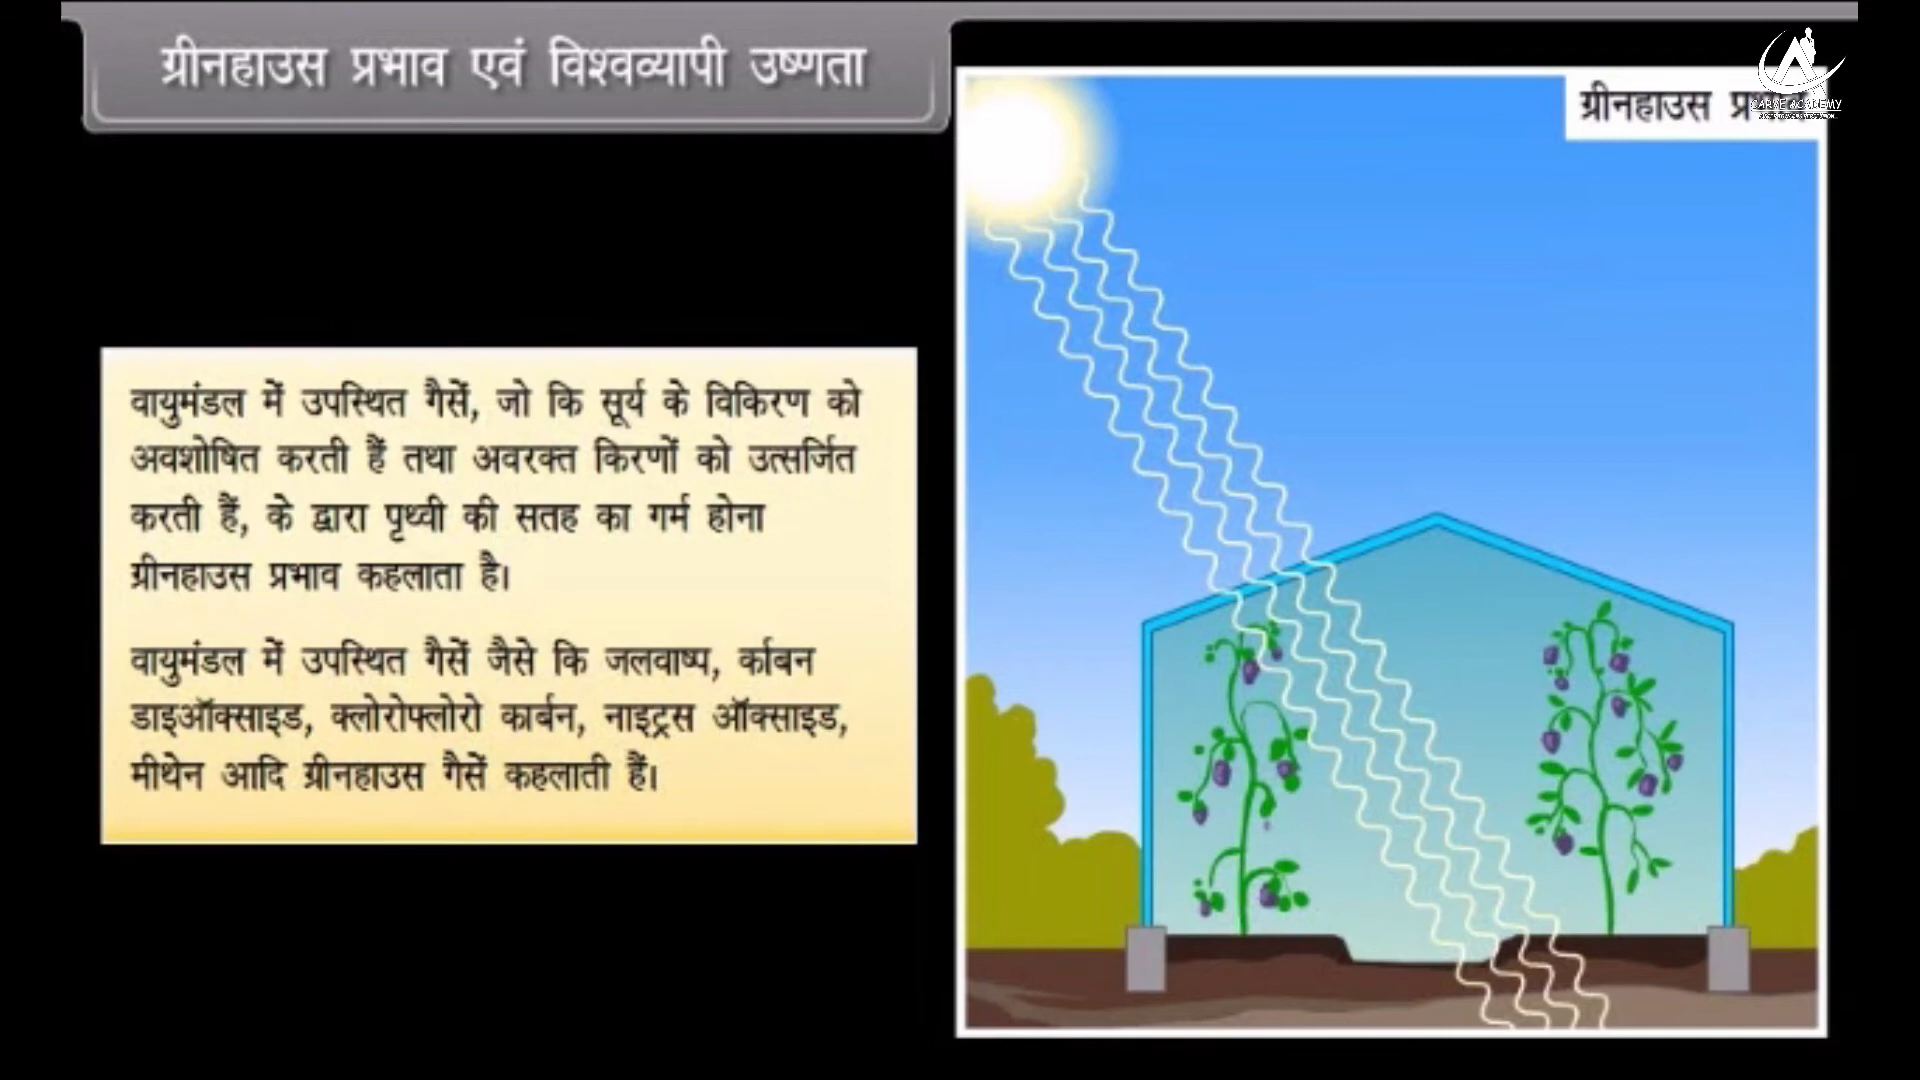 ग्रीनहाउस प्रभाव एवं विश्वव्यापी उष्णता
ग्रीनहाउस
वायुमंडल में उपस्थित गैसें, जो कि सूर्य के विकिरण को
अवशोषित करती हैं तथा अवरक्त किरणों को उत्सर्जित
करती हैं, के द्वारा पृथ्वी की सतह का गर्म होना
ग्रीनहाउस प्रभाव कहलाता है।
वायुमंडल में उपस्थित गैसें जैसे कि जलवाष्प, र्काबन
डाइऑक्साइड, क्लोरोफ्लोरो कार्बन, नाइट्रस ऑक्साइड,
मीथेन आदि ग्रीनहाउस गैसें कहलाती हैं।